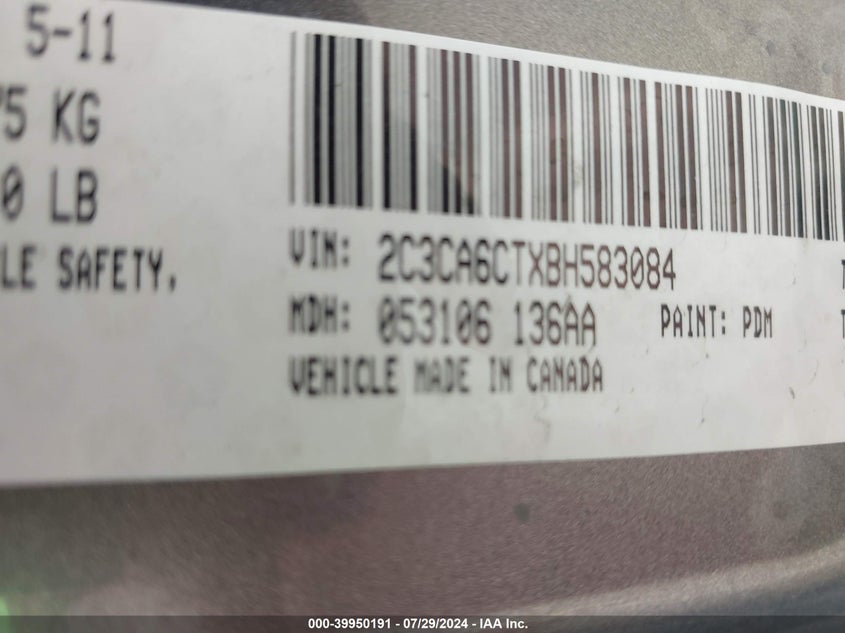 5-11
75 KG
0 LB
LE SAFETY,
VIN: 2C3CA6CTXBH583084
MDH: 053106 136AA PAINT: PDM
VEHICLE MADE IN CANADA
000-39950191 - 07/29/2024 - IAA Inc.